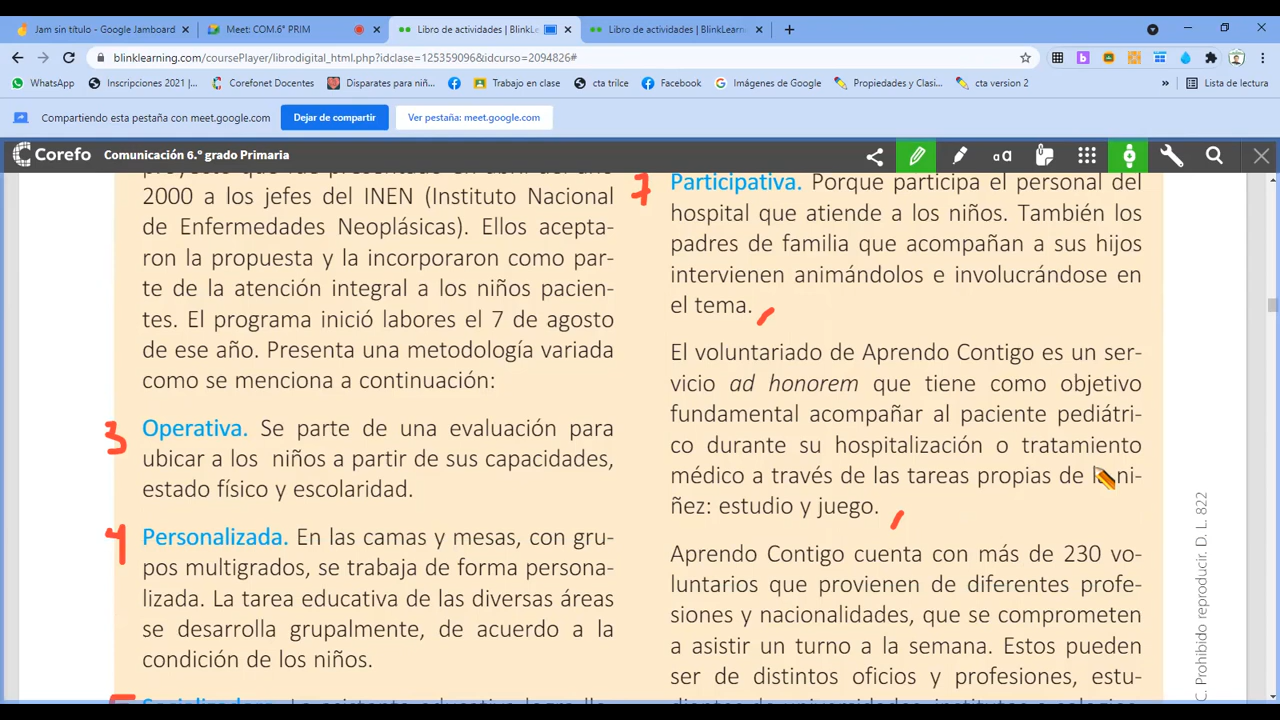 Jam sin título - Google Jamboard
Meet: COM.6° PRIM
Libro de actividades | BlinkLe
Libro de actividades | BlinkLearn
blinklearning.com/coursePlayer/librodigital_html.php?idclase=125359096&idcurso=2094826#
WhatsApp
Inscripciones 2021 |
Corefonet Docentes
Disparates para niñ...
Trabajo en clase
cta trilce
Facebook
Imágenes de Google
Propiedades y Clasi...
cta version 2
»
Lista de lectura
Compartiendo esta pestaña con meet.google.com
Dejar de compartir
Ver pestaña: meet.google.com
Corefo
Comunicación 6.º grado Primaria
aA
2000 a los jefes del INEN (Instituto Nacional
de Enfermedades Neoplásicas). Ellos acepta-
ron la propuesta y la incorporaron como par-
te de la atención integral a los niños pacien-
tes. El programa inició labores el 7 de agosto
de ese año. Presenta una metodología variada
como se menciona a continuación:
3 Operativa. Se parte de una evaluación para
ubicar a los niños a partir de sus capacidades,
estado físico y escolaridad.
4 Personalizada. En las camas y mesas, con gru-
pos multigrados, se trabaja de forma persona-
lizada. La tarea educativa de las diversas áreas
se desarrolla grupalmente, de acuerdo a la
condición de los niños.
7 Participativa. Porque participa el personal del
hospital que atiende a los niños. También los
padres de familia que acompañan a sus hijos
intervienen animándolos e involucrándose en
el tema.
El voluntariado de Aprendo Contigo es un ser-
vicio ad honorem que tiene como objetivo
fundamental acompañar al paciente pediátri-
co durante su hospitalización o tratamiento
médico a través de las tareas propias de la ni-
ñez: estudio y juego.
Aprendo Contigo cuenta con más de 230 vo-
luntarios que provienen de diferentes profe-
siones y nacionalidades, que se comprometen
a asistir un turno a la semana. Estos pueden
ser de distintos oficios y profesiones, estu-
C. Prohibido reproducir. D. L. 822